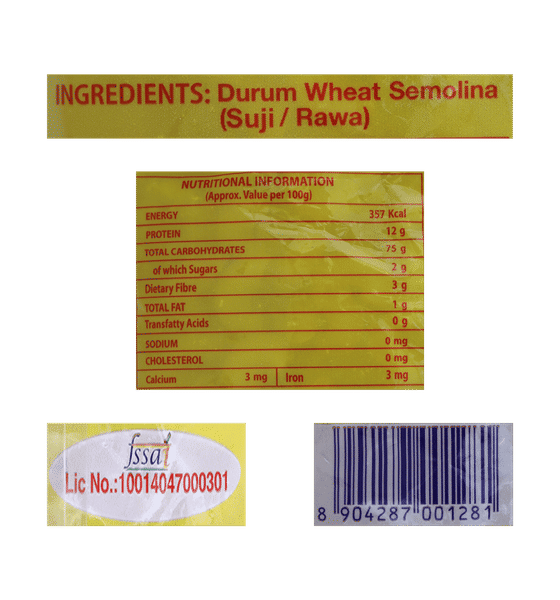 INGREDIENTS: Durum Wheat Semolina
(Suji / Rawa)
NUTRITIONAL INFORMATION
(Approx. Value per 100g)
ENERGY 357 Kcal
PROTEIN 12 g
TOTAL CARBOHYDRATES 75 g
of which Sugars 2 g
Dietary Fibre 3 g
TOTAL FAT 1 g
Transfatty Acids 0 g
SODIUM 0 mg
CHOLESTEROL 0 mg
Calcium 3 mg Iron 3 mg
fssai
Lic No.:10014047000301
8 904287 001281